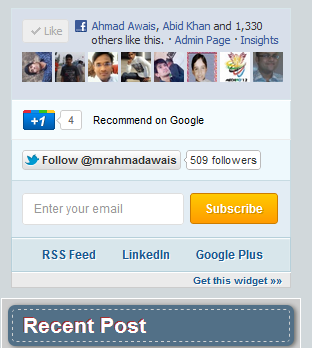 Like
Ahmad Awais, Abid Khan and 1,330
others like this. · Admin Page · Insights
+1
4
Recommend on Google
Follow @mrahmadawais
509 followers
Enter your email
Subscribe
RSS Feed
LinkedIn
Google Plus
Get this widget »»
Recent Post